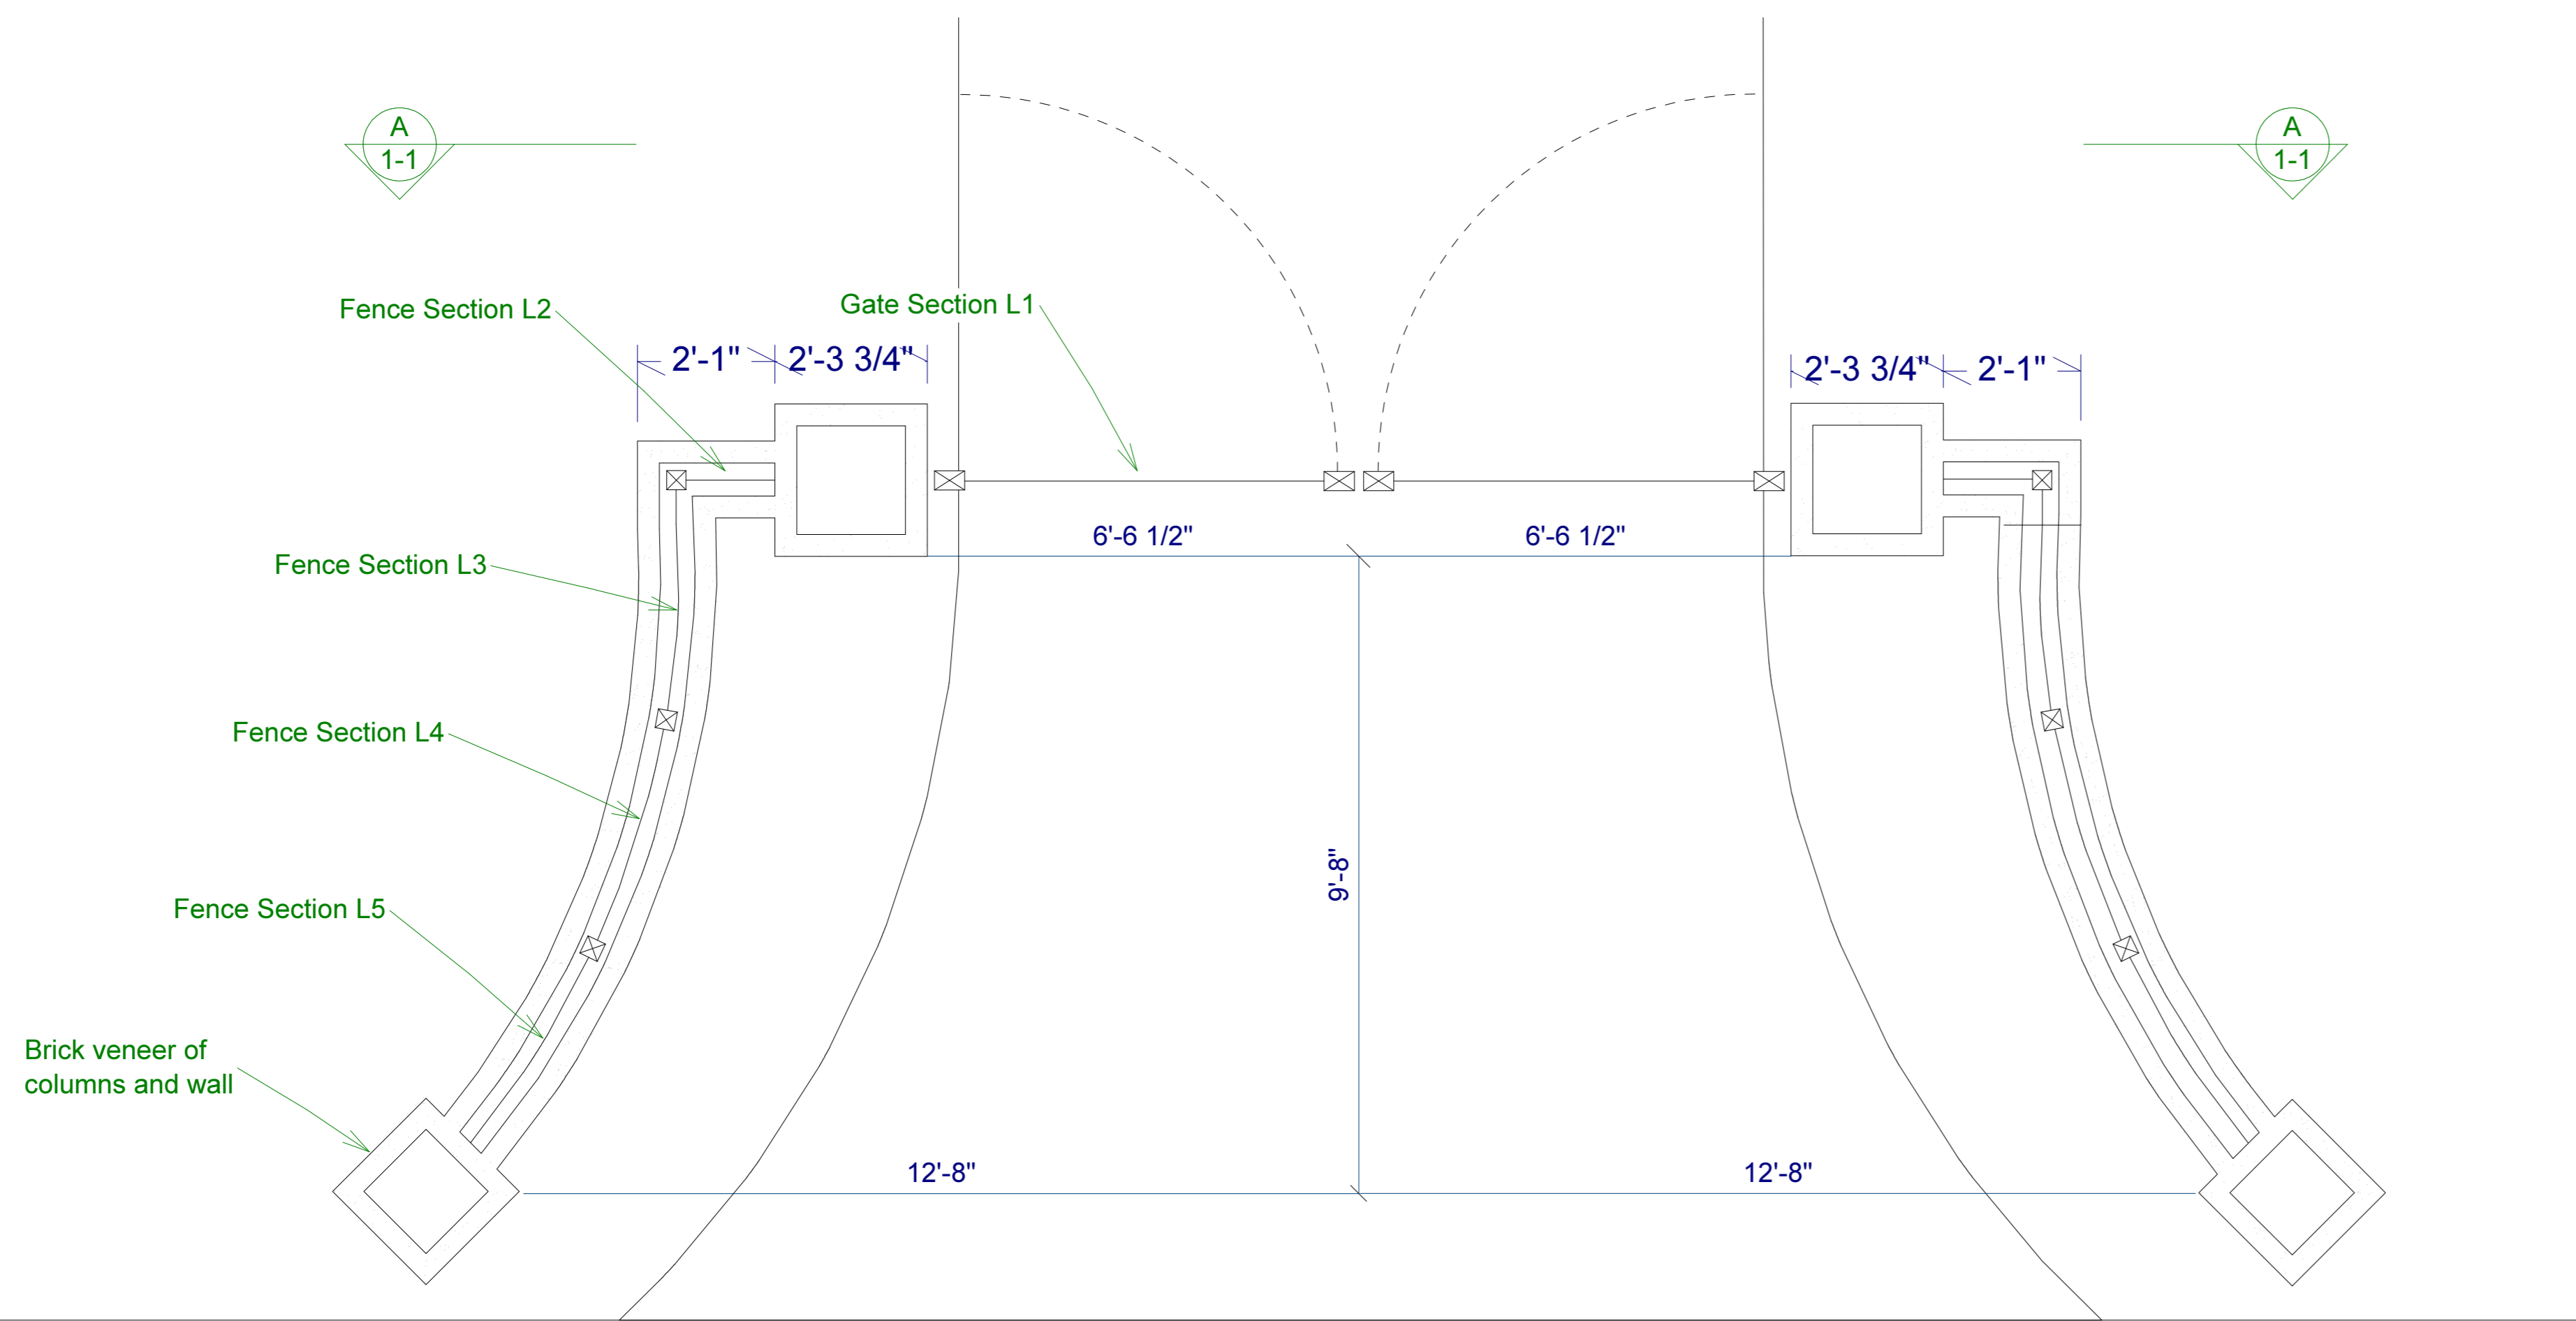 A
1-1
A
1-1
Fence Section L2
Gate Section L1
2'-1"
2'-3 3/4"
2'-3 3/4"
2'-1"
6'-6 1/2"
6'-6 1/2"
Fence Section L3
Fence Section L4
9'-8"
Fence Section L5
Brick veneer of
columns and wall
12'-8"
12'-8"